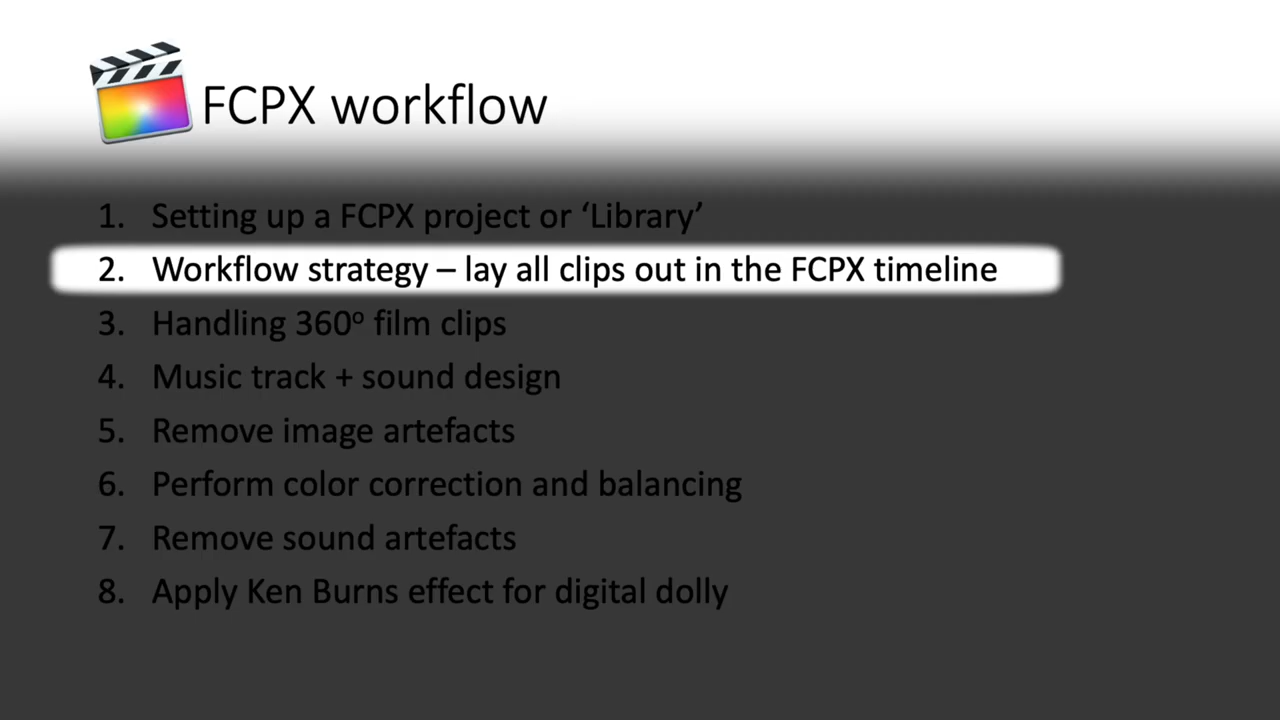 FCPX workflow
1. Setting up a FCPX project or ‘Library’
2. Workflow strategy – lay all clips out in the FCPX timeline
3. Handling 360º film clips
4. Music track + sound design
5. Remove image artefacts
6. Perform color correction and balancing
7. Remove sound artefacts
8. Apply Ken Burns effect for digital dolly